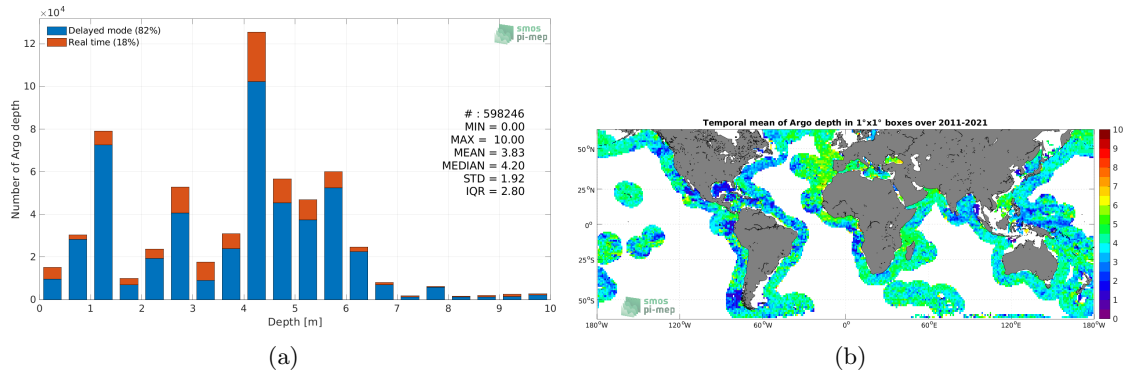 ×10⁴
Delayed mode (82%)
Real time (18%)
smos
pi-mep
Number of Argo depth
12
10
8
6
4
2
0
# : 598246
MIN = 0.00
MAX = 10.00
MEAN = 3.83
MEDIAN = 4.20
STD = 1.92
IQR = 2.80
0 1 2 3 4 5 6 7 8 9 10
Depth [m]
(a)
Temporal mean of Argo depth in 1°x1° boxes over 2011-2021
50°N
25°N
0°
25°S
50°S
180°W 120°W 60°W 0° 60°E 120°E 180°W
smos
pi-mep
10
9
8
7
6
5
4
3
2
1
0
(b)